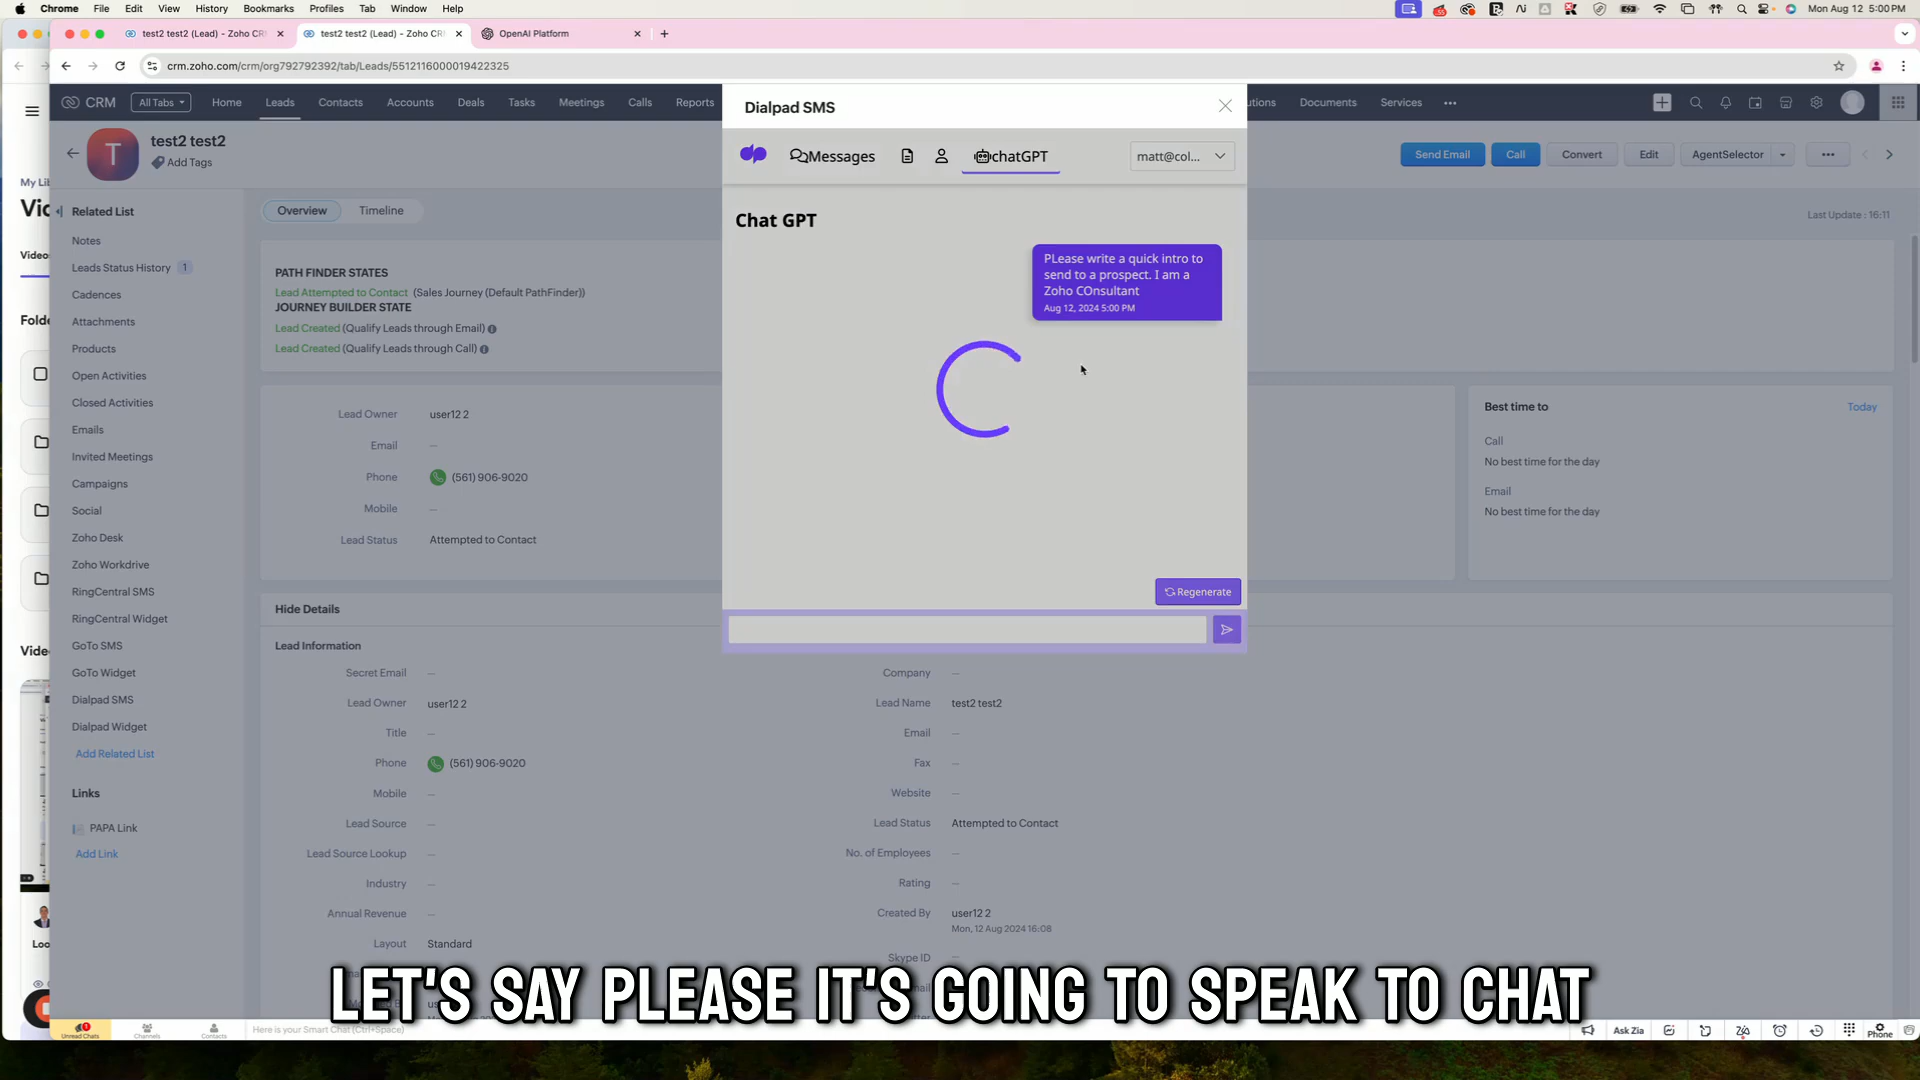 Chrome File Edit View History Bookmarks Profiles Tab Window Help
Mon Aug 12 5:00 PM
test2 test2 (Lead) - Zoho CR
test2 test2 (Lead) - Zoho CR
OpenAI Platform
crm.zoho.com/crm/org792792392/tab/Leads/5512116000019422325
CRM All Tabs Home Leads Contacts Accounts Deals Tasks Meetings Calls Reports
Documents Services
My Lib
Videos
Folde
Loo
T
test2 test2
Add Tags
Send Email Call Convert Edit AgentSelector
Related List
Notes
Leads Status History 1
Cadences
Attachments
Products
Open Activities
Closed Activities
Emails
Invited Meetings
Campaigns
Social
Zoho Desk
Zoho Workdrive
RingCentral SMS
RingCentral Widget
GoTo SMS
GoTo Widget
Dialpad SMS
Dialpad Widget
Add Related List
Links
PAPA Link
Add Link
Overview Timeline
Last Update : 16:11
PATH FINDER STATES
Lead Attempted to Contact (Sales Journey (Default PathFinder))
JOURNEY BUILDER STATE
Lead Created (Qualify Leads through Email)
Lead Created (Qualify Leads through Call)
Lead Owner user12 2
Email —
Phone (561) 906-9020
Mobile —
Lead Status Attempted to Contact
Best time to Today
Call
No best time for the day
Email
No best time for the day
Dialpad SMS
dp Messages chatGPT matt@col...
Chat GPT
PLease write a quick intro to
send to a prospect. I am a
Zoho COnsultant
Aug 12, 2024 5:00 PM
Regenerate
Hide Details
Lead Information
Secret Email — Company —
Lead Owner user12 2 Lead Name test2 test2
Title — Email —
Phone (561) 906-9020 Fax —
Mobile — Website —
Lead Source — Lead Status Attempted to Contact
Lead Source Lookup — No. of Employees —
Industry — Rating —
Annual Revenue — Created By user12 2
Mon, 12 Aug 2024 16:08
Layout Standard
Skype ID —
LET'S SAY PLEASE IT'S GOING TO SPEAK TO CHAT
Unread Chats Channels Contacts
Here is your Smart Chat (Ctrl+Space)
Ask Zia
Phone